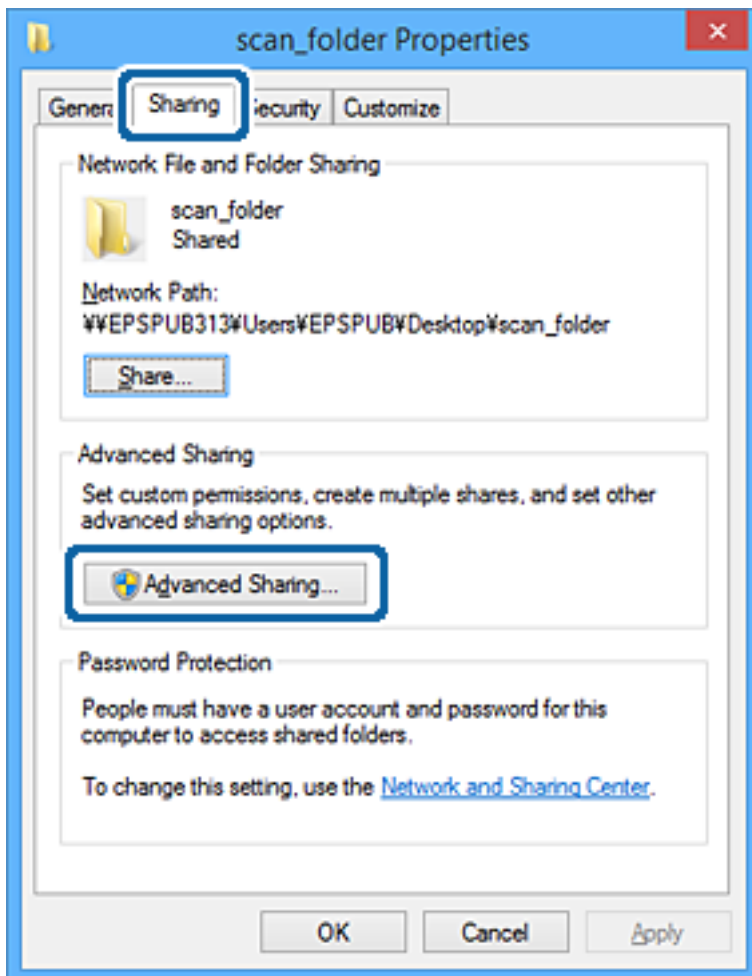 scan_folder Properties
General Sharing Security Customize
Network File and Folder Sharing
scan_folder
Shared
Network Path:
¥¥EPSPUB313¥Users¥EPSPUB¥Desktop¥scan_folder
Share...
Advanced Sharing
Set custom permissions, create multiple shares, and set other
advanced sharing options.
Advanced Sharing...
Password Protection
People must have a user account and password for this
computer to access shared folders.
To change this setting, use the Network and Sharing Center.
OK Cancel Apply